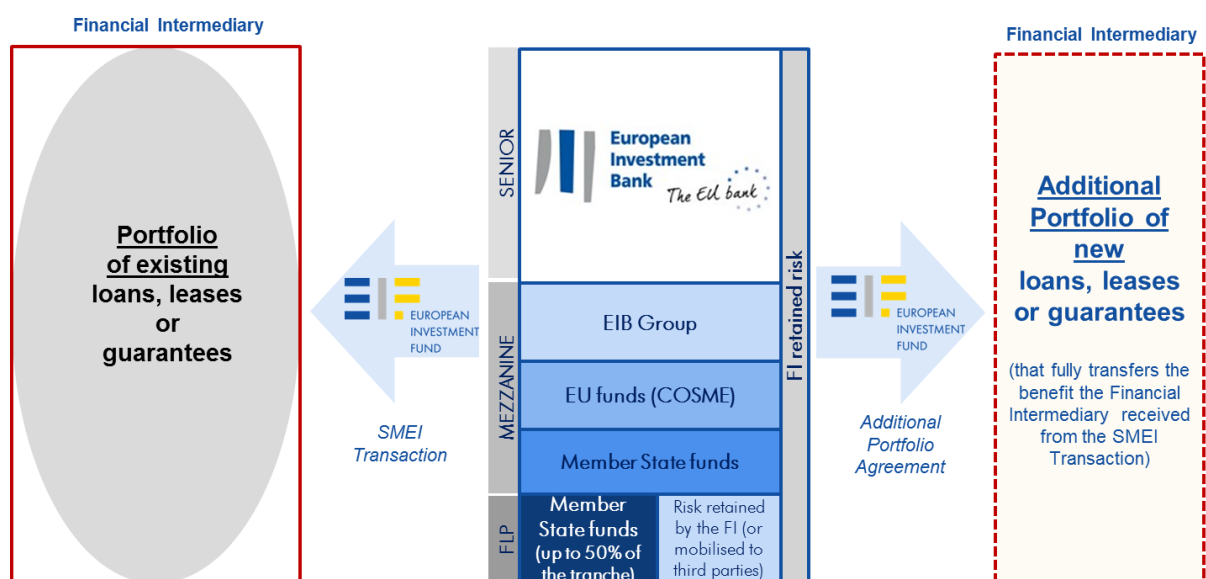 Financial Intermediary
Portfolio
of existing
loans, leases
or
guarantees
EUROPEAN
INVESTMENT
FUND
SMEI
Transaction
SENIOR
MEZZANINE
FLP
European
Investment
Bank
The EU bank
EIB Group
EU funds (COSME)
Member State funds
Member
State funds
(up to 50% of
the tranche)
Risk retained
by the FI (or
mobilised to
third parties)
FI retained risk
EUROPEAN
INVESTMENT
FUND
Additional
Portfolio
Agreement
Financial Intermediary
Additional
Portfolio of
new
loans, leases
or guarantees
(that fully transfers the
benefit the Financial
Intermediary received
from the SMEI
Transaction)